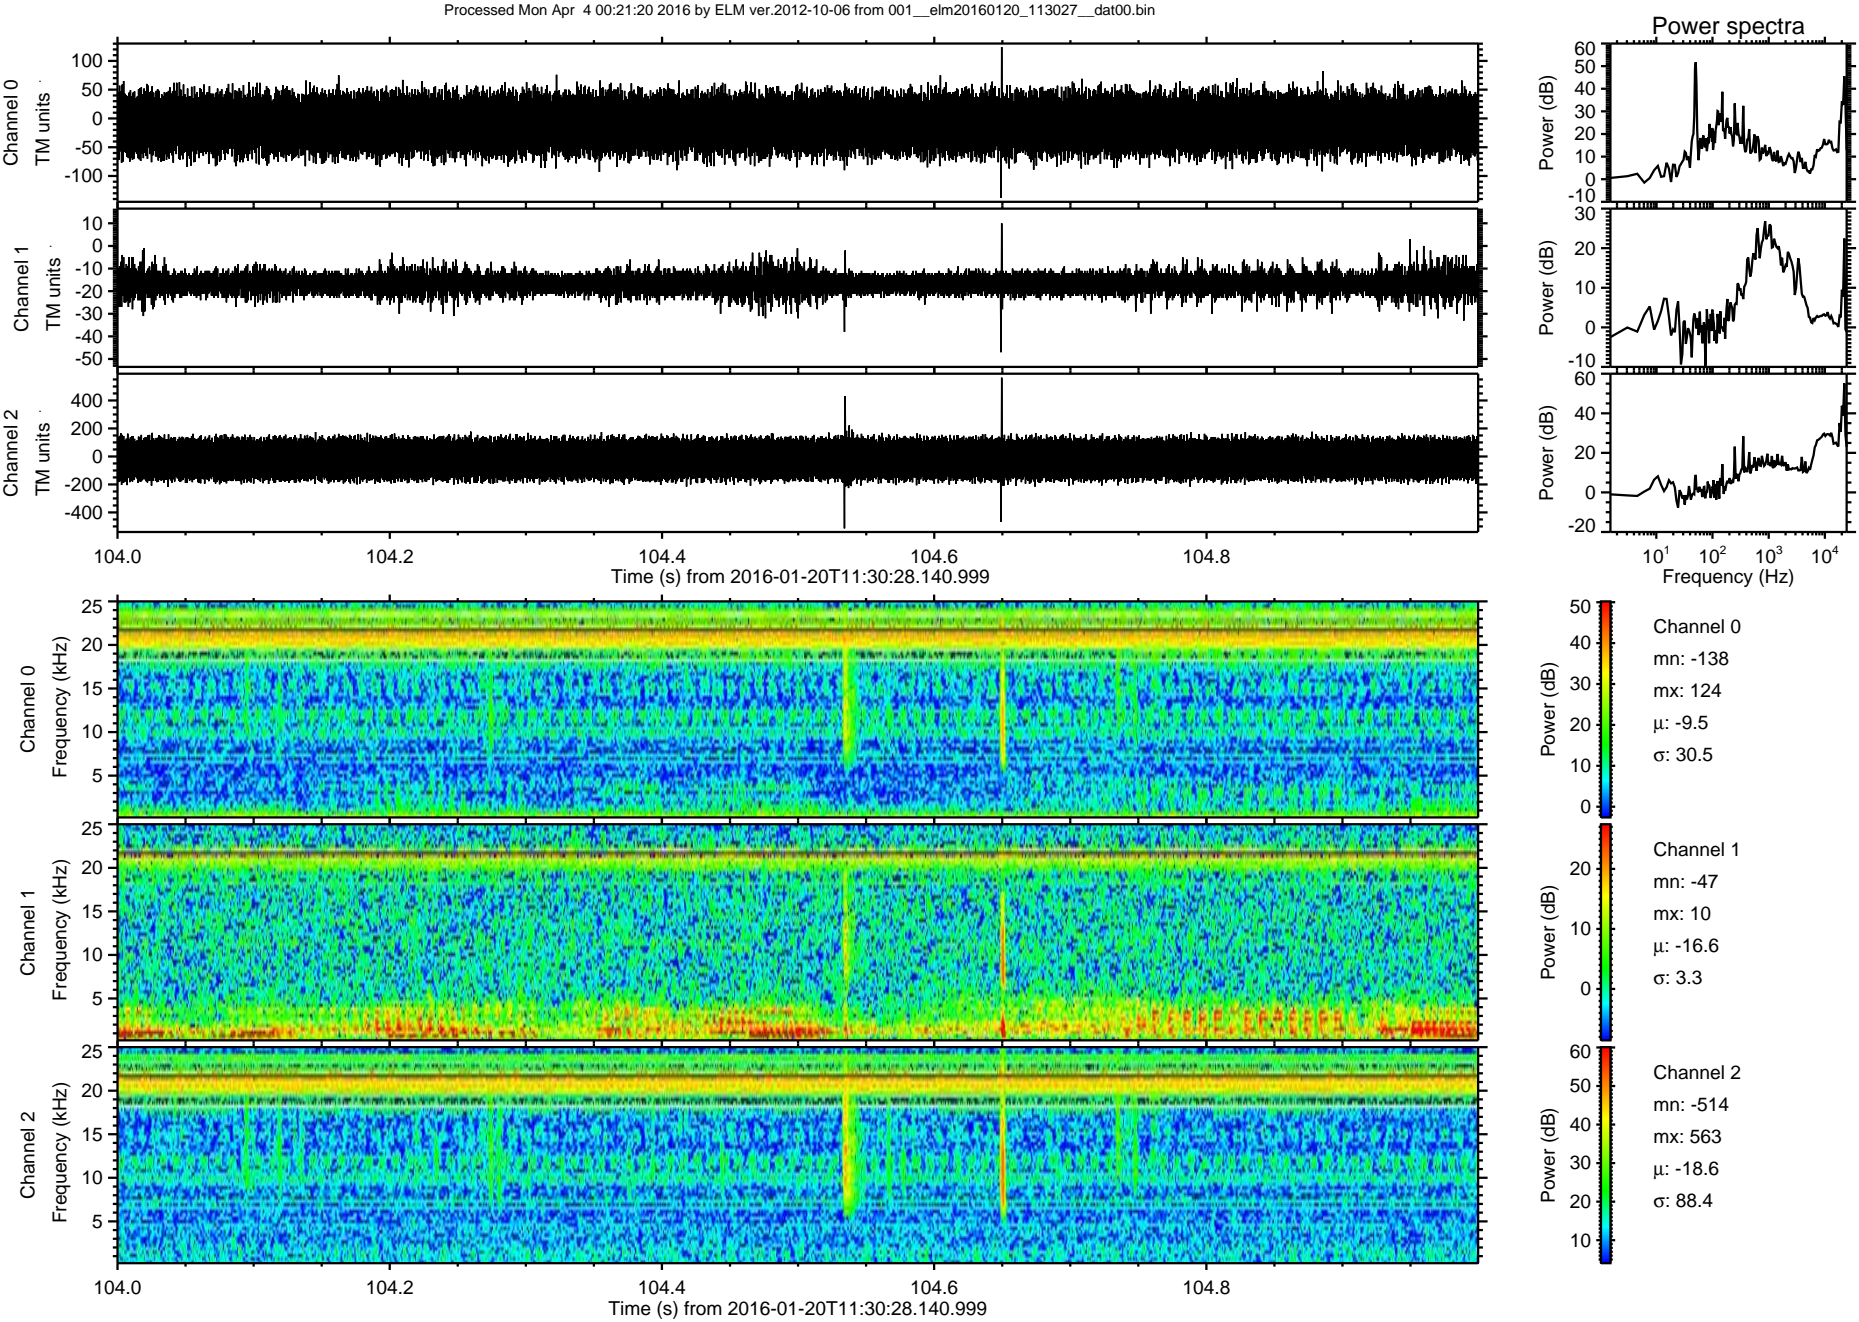 Processed Mon Apr  4 00:21:20 2016 by ELM ver.2012-10-06 from 001__elm20160120_113027__dat00.bin
Power spectra
Channel 0
TM units
100
50
0
-50
-100
Power (dB)
60
50
40
30
20
10
0
-10
Channel 1
TM units
10
0
-10
-20
-30
-40
-50
Power (dB)
30
20
10
0
-10
Channel 2
TM units
400
200
0
-200
-400
Power (dB)
60
40
20
0
-20
104.0 104.2 104.4 104.6 104.8
Time (s) from 2016-01-20T11:30:28.140.999
10^1 10^2 10^3 10^4
Frequency (Hz)
Channel 0
Frequency (kHz)
25
20
15
10
5
Power (dB)
50
40
30
20
10
0
Channel 0
mn: -138
mx: 124
μ: -9.5
σ: 30.5
Channel 1
Frequency (kHz)
25
20
15
10
5
Power (dB)
20
10
0
Channel 1
mn: -47
mx: 10
μ: -16.6
σ: 3.3
Channel 2
Frequency (kHz)
25
20
15
10
5
Power (dB)
60
50
40
30
20
10
Channel 2
mn: -514
mx: 563
μ: -18.6
σ: 88.4
104.0 104.2 104.4 104.6 104.8
Time (s) from 2016-01-20T11:30:28.140.999